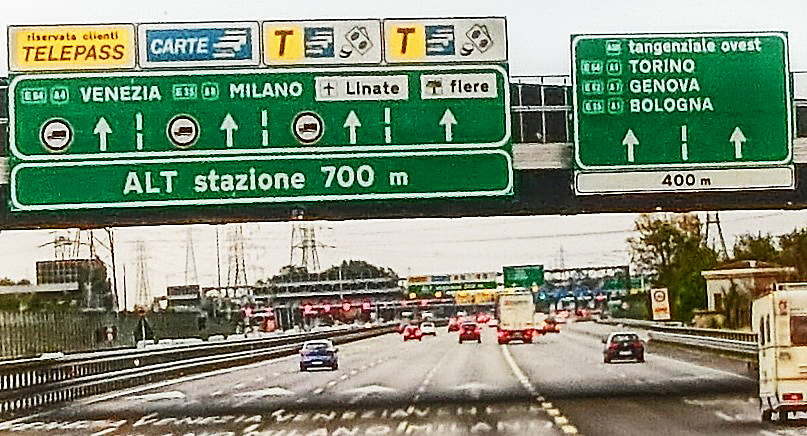 riservata clienti
TELEPASS
CARTE
T
T
E64 A4 VENEZIA E35 A1 MILANO Linate fiere
ALT stazione 700 m
A50 tangenziale ovest
E64 A4 TORINO
E62 A7 GENOVA
E35 A1 BOLOGNA
400 m